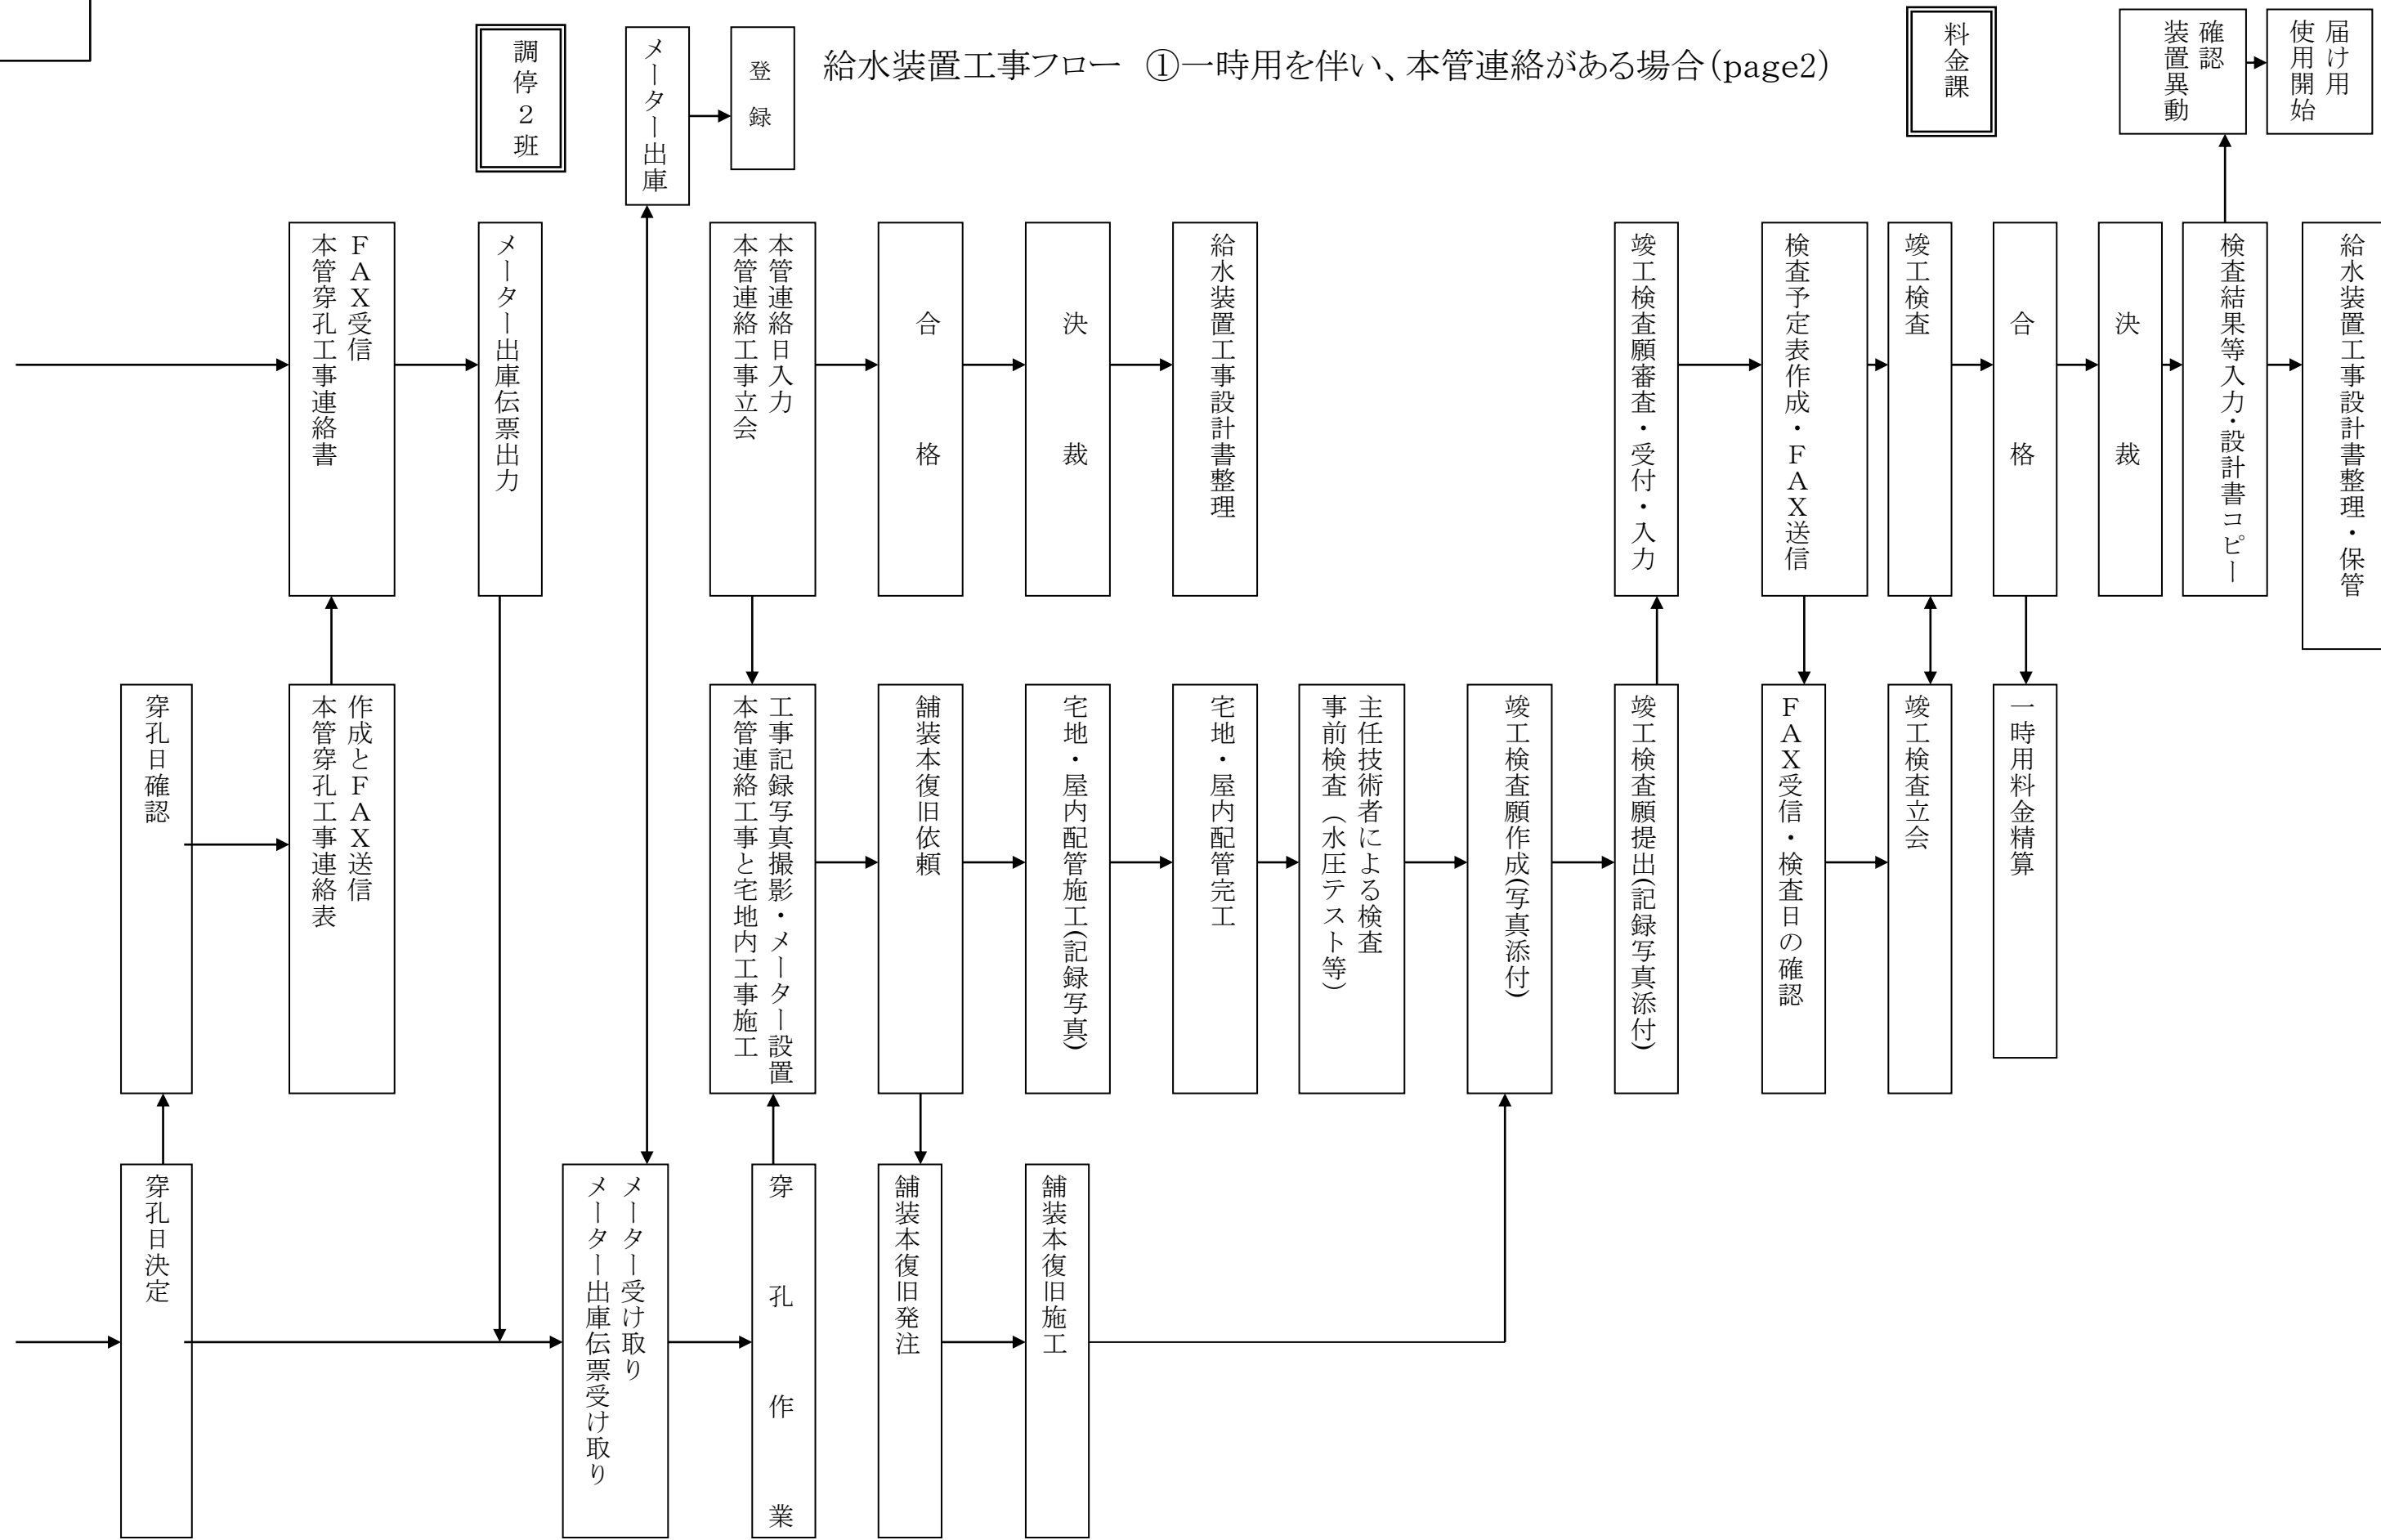 給水装置工事フロー ①一時用を伴い、本管連絡がある場合(page2)
調停２班
メーター出庫
登録
料金課
装置異動
確認
使用開始
届け用
本管穿孔工事連絡書
ＦＡＸ受信
メーター出庫伝票出力
本管連絡工事立会
本管連絡日入力
合格
決裁
給水装置工事設計書整理
竣工検査願審査・受付・入力
検査予定表作成・ＦＡＸ送信
竣工検査
合格
決裁
検査結果等入力・設計書コピー
給水装置工事設計書整理・保管
穿孔日確認
本管穿孔工事連絡表
作成とＦＡＸ送信
本管連絡工事と宅地内工事施工
工事記録写真撮影・メーター設置
舗装本復旧依頼
宅地・屋内配管施工(記録写真)
宅地・屋内配管完工
事前検査（水圧テスト等）
主任技術者による検査
竣工検査願作成(写真添付)
竣工検査願提出(記録写真添付)
ＦＡＸ受信・検査日の確認
竣工検査立会
一時用料金精算
穿孔日決定
メーター出庫伝票受け取り
メーター受け取り
穿孔作業
舗装本復旧発注
舗装本復旧施工